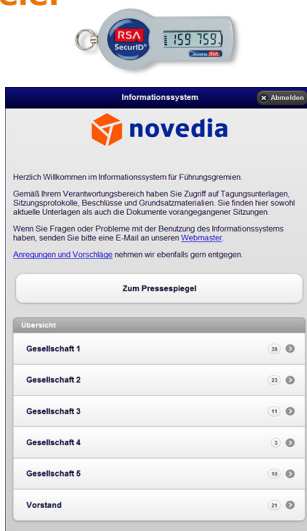 RSA
SecurID®
159 759
Informationssystem
Abmelden
novedia
Herzlich Willkommen im Informationssystem für Führungsgremien.
Gemäß Ihrem Verantwortungsbereich haben Sie Zugriff auf Tagungsunterlagen,
Sitzungsprotokolle, Beschlüsse und Grundsatzmaterialien. Sie finden hier sowohl
aktuelle Unterlagen als auch die Dokumente vorangegangener Sitzungen.
Wenn Sie Fragen oder Probleme mit der Benutzung des Informationssystems
haben, senden Sie bitte eine E-Mail an unseren Webmaster.
Anregungen und Vorschläge nehmen wir ebenfalls gern entgegen.
Zum Pressespiegel
Übersicht
Gesellschaft 1 38
Gesellschaft 2 23
Gesellschaft 3 11
Gesellschaft 4 3
Gesellschaft 5 10
Vorstand 21